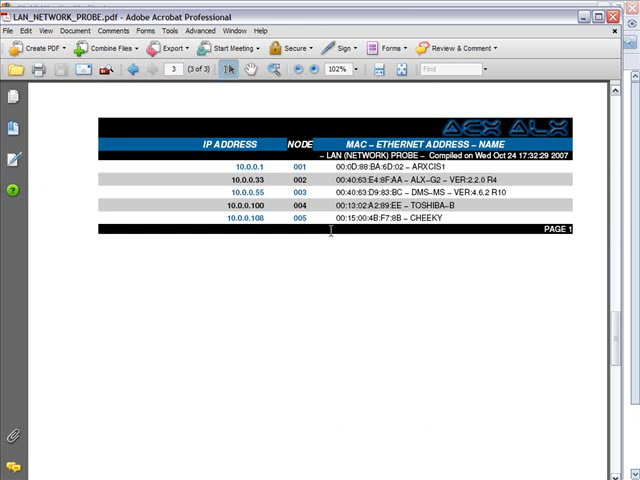 LAN_NETWORK_PROBE.pdf - Adobe Acrobat Professional
File Edit View Document Comments Forms Tools Advanced Window Help
Create PDF Combine Files Export Start Meeting Secure Sign Forms Review & Comment
3 (3 of 3) 102% Find
AEX ALX
IP ADDRESS NODE MAC – ETHERNET ADDRESS – NAME
– LAN (NETWORK) PROBE – Compiled on Wed Oct 24 17:32:29 2007
10.0.0.1 001 00:0D:88:BA:6D:02 – ARXCIS1
10.0.0.33 002 00:40:63:E4:8F:AA – ALX–G2 – VER:2.2.0 R4
10.0.0.55 003 00:40:63:D9:83:BC – DMS–MS – VER:4.6.2 R10
10.0.0.100 004 00:13:02:A2:89:EE – TOSHIBA–B
10.0.0.108 005 00:15:00:4B:F7:8B – CHEEKY
PAGE 1